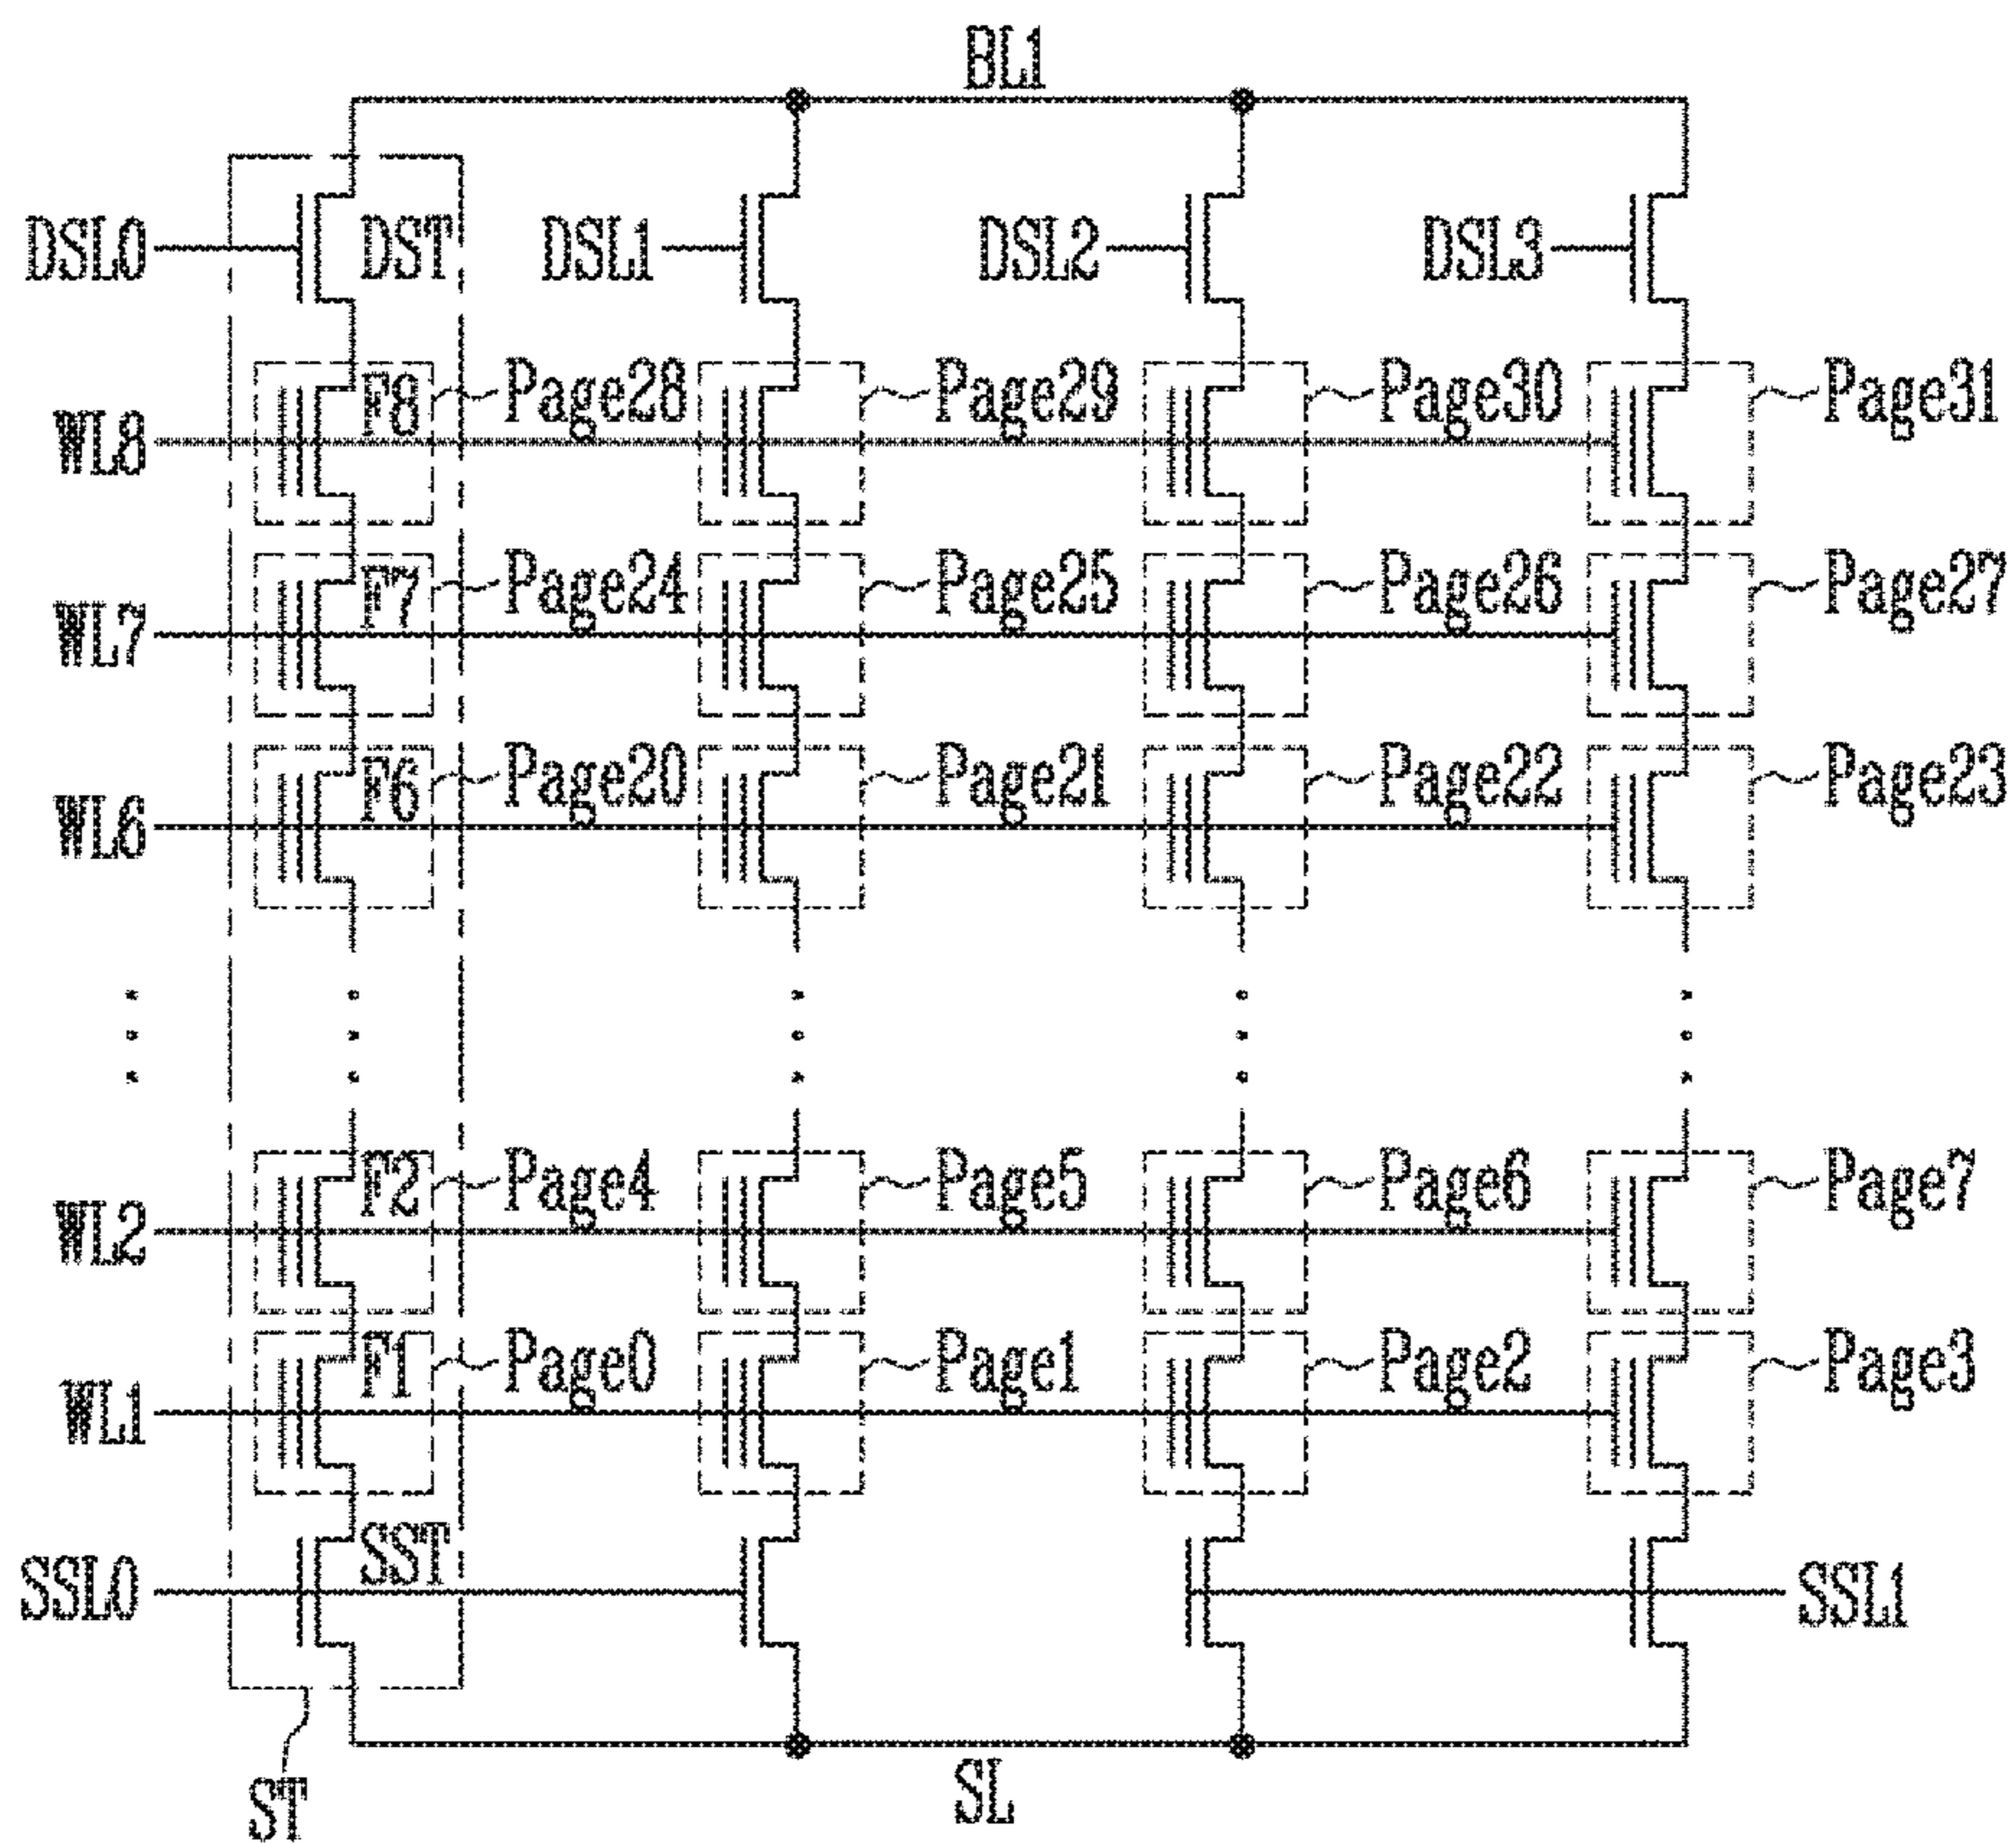 BL1
DSL0 DST DSL1 DSL2 DSL3
F8 Page28 Page29 Page30 Page31
WL8
F7 Page24 Page25 Page26 Page27
WL7
F6 Page20 Page21 Page22 Page23
WL6
F2 Page4 Page5 Page6 Page7
WL2
F1 Page0 Page1 Page2 Page3
WL1
SST
SSL0 SSL1
SL
ST